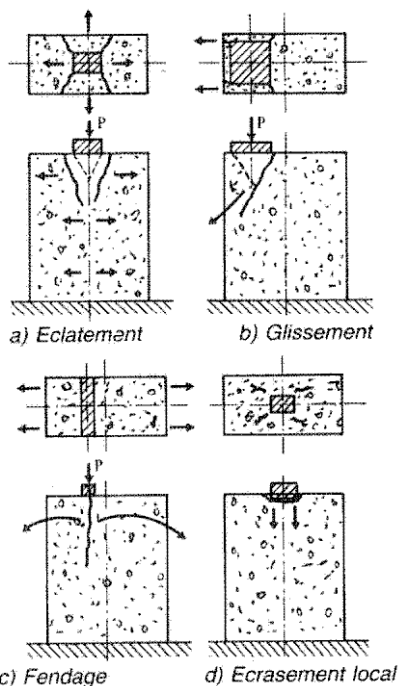 P
P
a) Eclatement
b) Glissement
P
c) Fendage
d) Ecrasement local